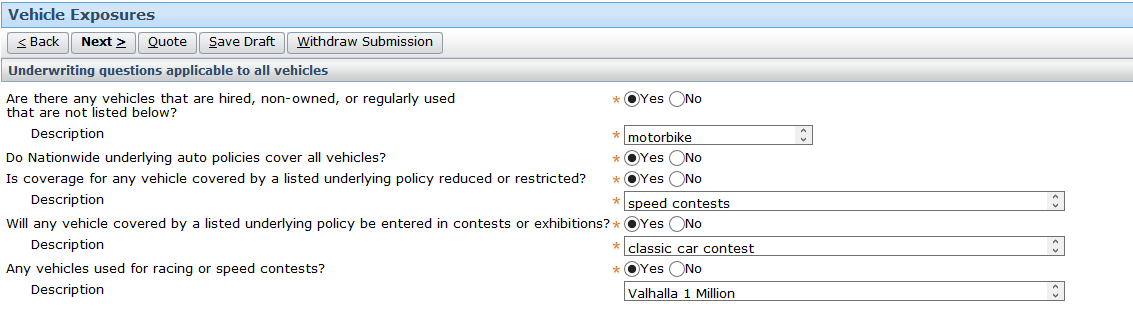 Vehicle Exposures
< Back Next > Quote Save Draft Withdraw Submission
Underwriting questions applicable to all vehicles
Are there any vehicles that are hired, non-owned, or regularly used * Yes No
that are not listed below?
Description * motorbike
Do Nationwide underlying auto policies cover all vehicles? * Yes No
Is coverage for any vehicle covered by a listed underlying policy reduced or restricted? * Yes No
Description * speed contests
Will any vehicle covered by a listed underlying policy be entered in contests or exhibitions? * Yes No
Description * classic car contest
Any vehicles used for racing or speed contests? * Yes No
Description Valhalla 1 Million